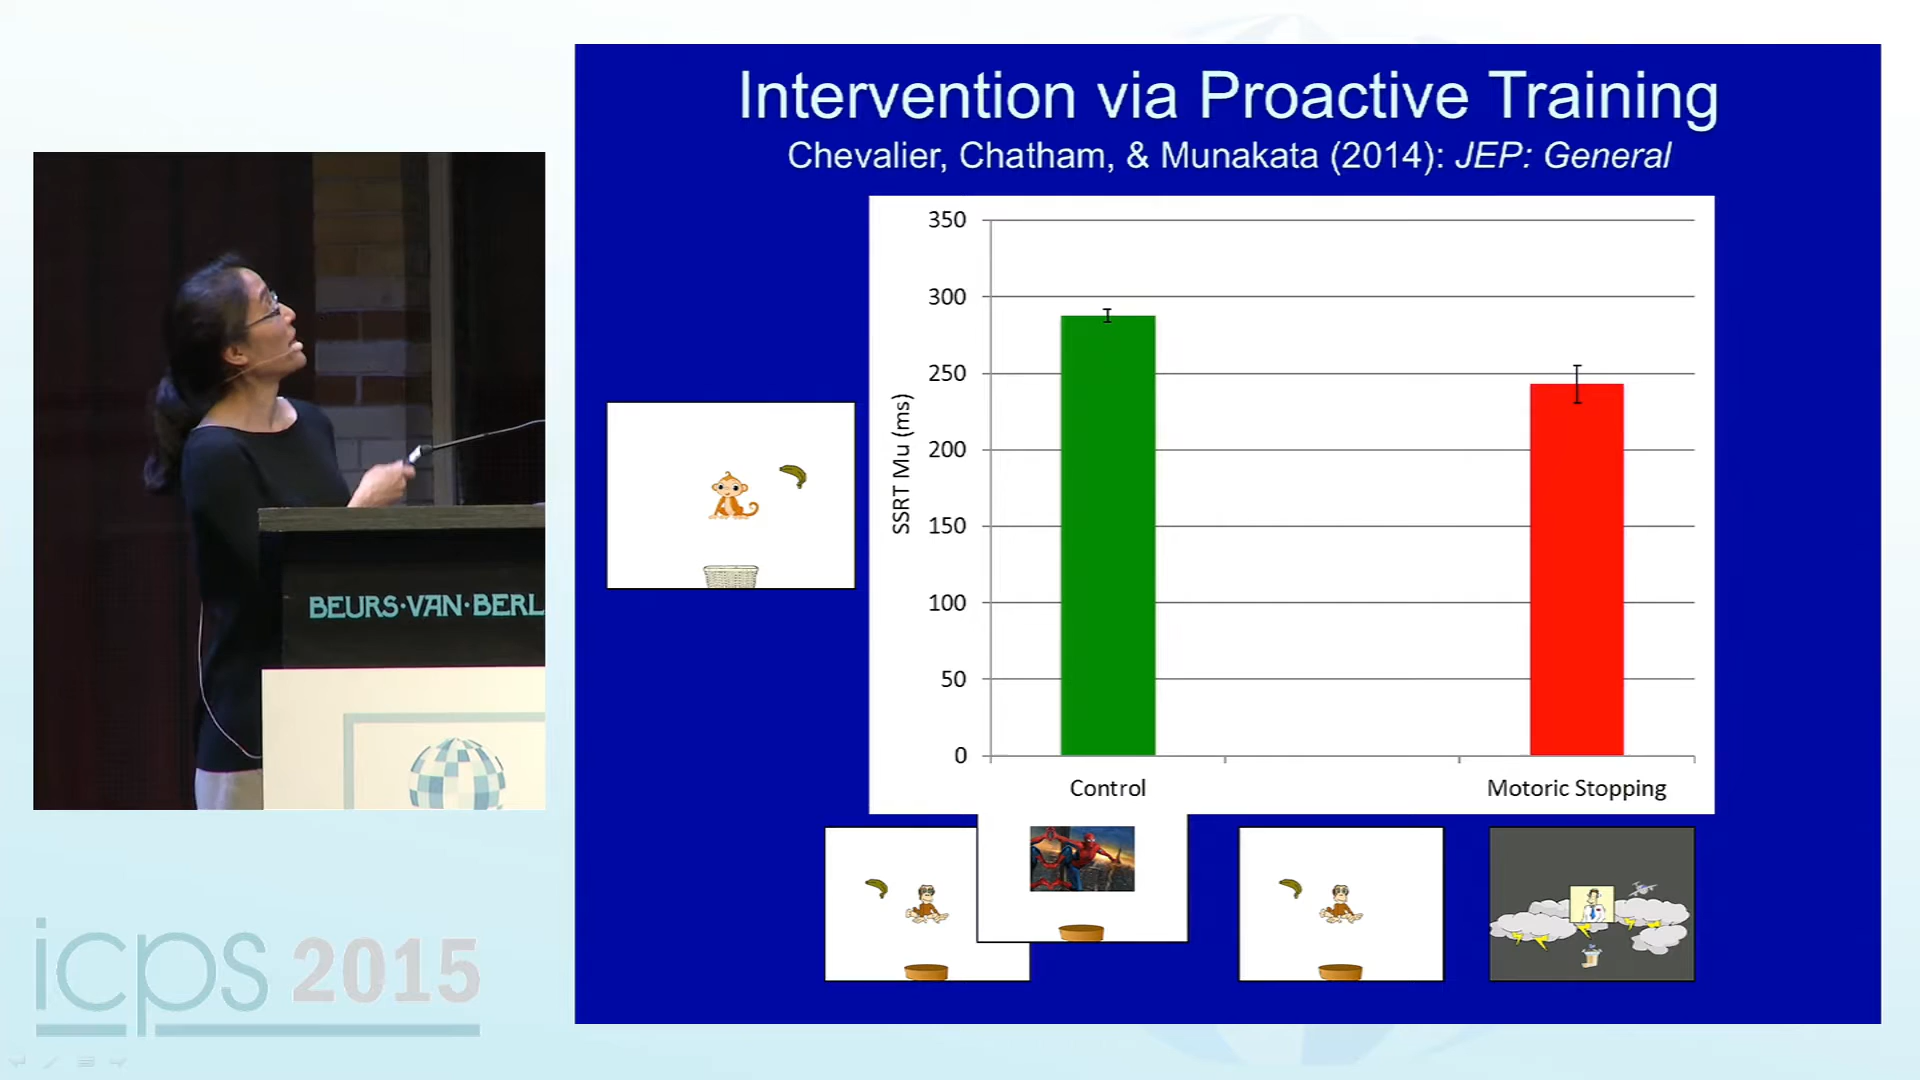 Intervention via Proactive Training
Chevalier, Chatham, & Munakata (2014): JEP: General
350
300
250
200
150
100
50
0
SSRT Mu (ms)
Control
Motoric Stopping
BEURS·VAN·BERL
icps 2015